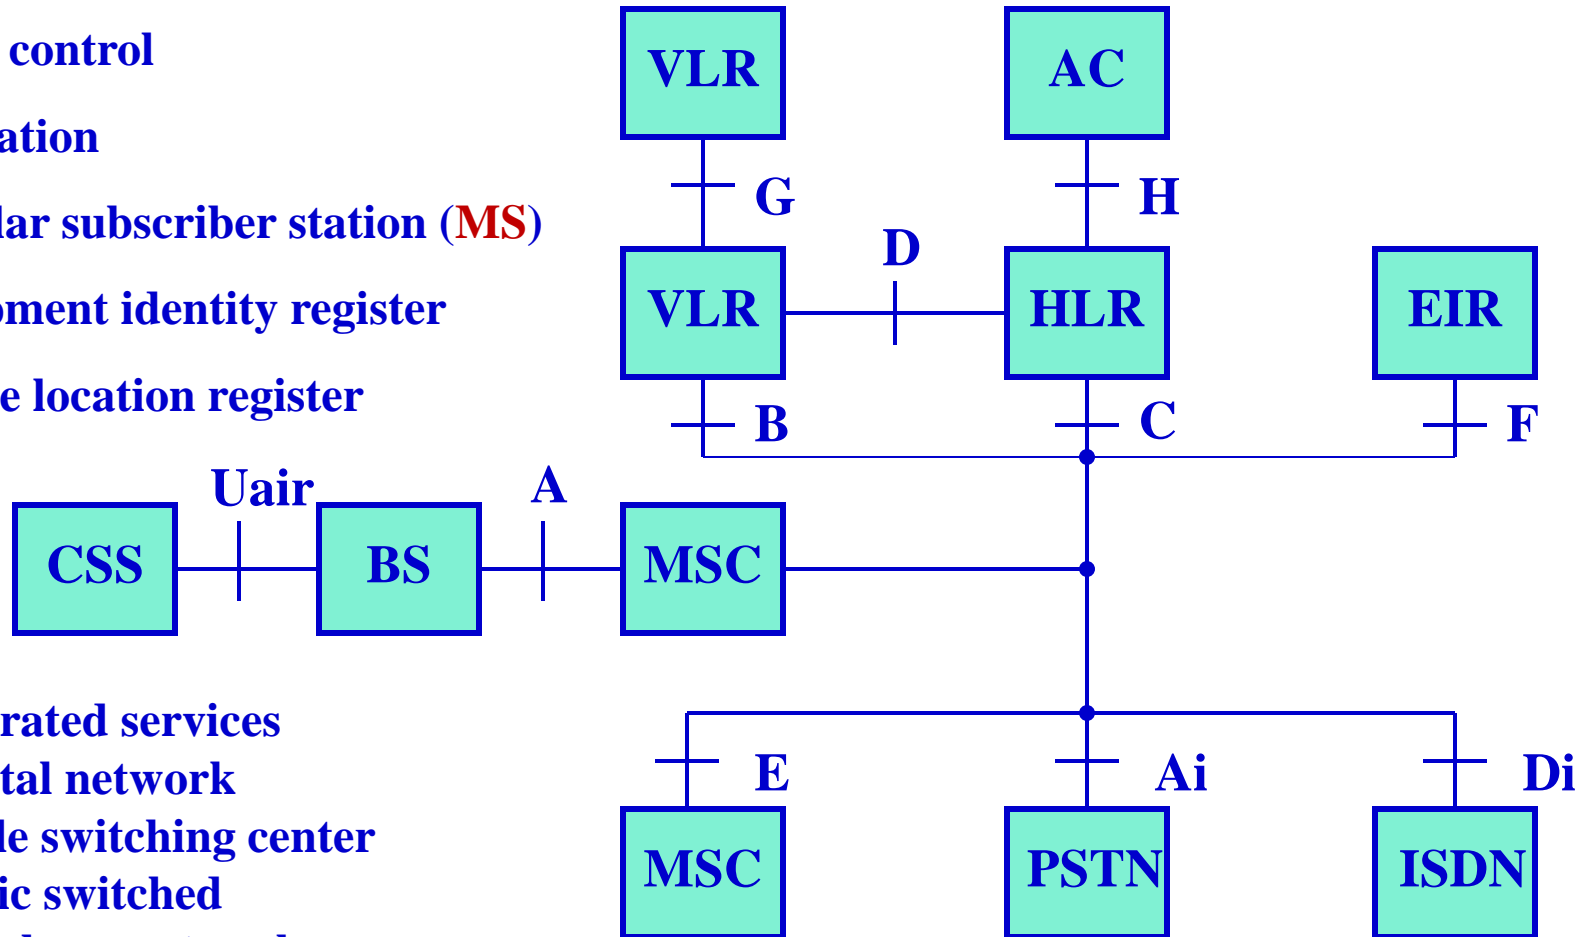 control
VLR
AC
ation
G
H
lar subscriber station (MS)
D
oment identity register
VLR
HLR
EIR
e location register
B
C
F
Uair
A
CSS
BS
MSC
rated services
tal network
E
Ai
Di
le switching center
MSC
PSTN
ISDN
ic switched